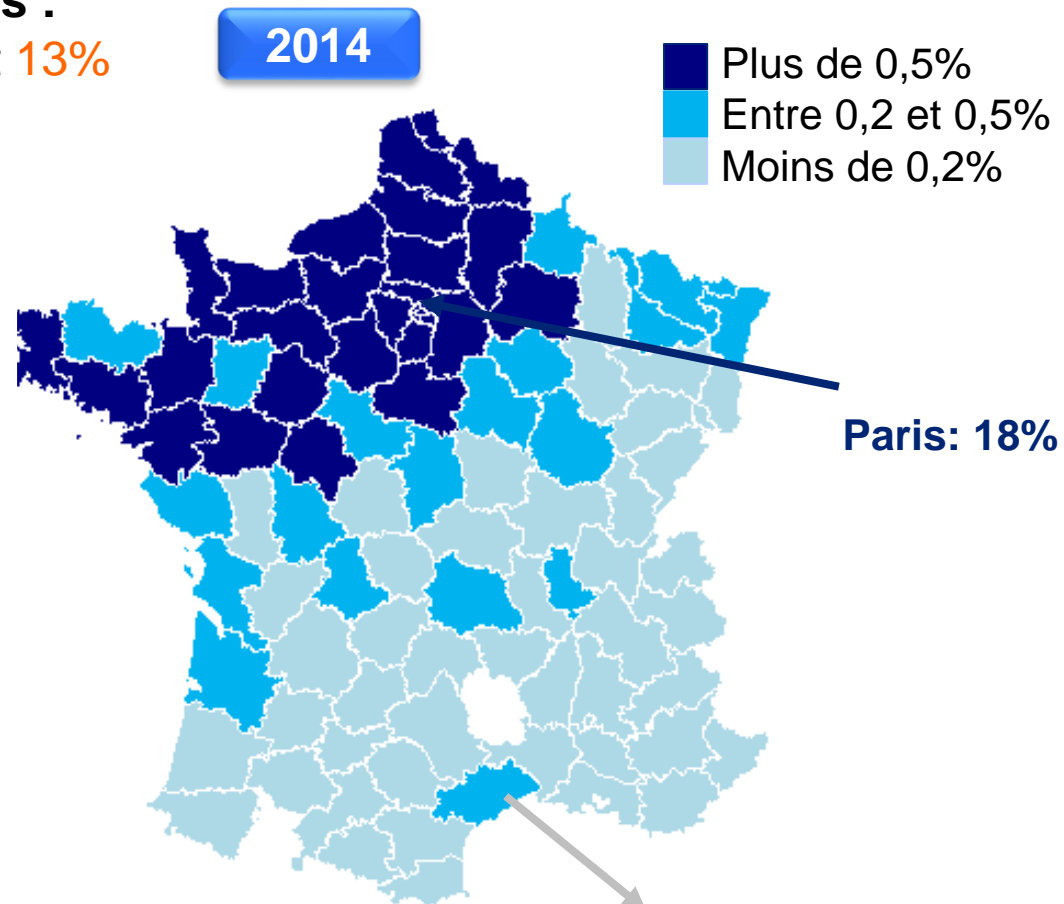 s :
13%
2014
Plus de 0,5%
Entre 0,2 et 0,5%
Moins de 0,2%
Paris: 18%